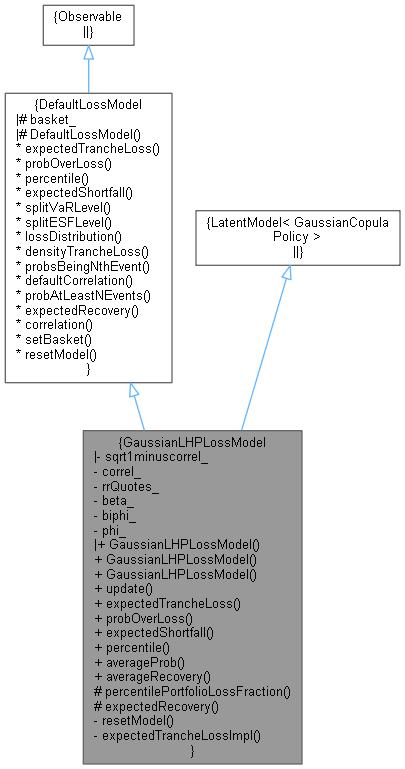 {Observable
||}
{DefaultLossModel
|# basket_
|# DefaultLossModel()
* expectedTrancheLoss()
* probOverLoss()
* percentile()
* expectedShortfall()
* splitVaRLevel()
* splitESFLevel()
* lossDistribution()
* densityTrancheLoss()
* probsBeingNthEvent()
* defaultCorrelation()
* probAtLeastNEvents()
* expectedRecovery()
* correlation()
* setBasket()
* resetModel()
}
{LatentModel< GaussianCopula
Policy >
||}
{GaussianLHPLossModel
|- sqrt1minuscorrel_
- correl_
- rrQuotes_
- beta_
- biphi_
- phi_
|+ GaussianLHPLossModel()
+ GaussianLHPLossModel()
+ GaussianLHPLossModel()
+ update()
+ expectedTrancheLoss()
+ probOverLoss()
+ expectedShortfall()
+ percentile()
+ averageProb()
+ averageRecovery()
# percentilePortfolioLossFraction()
# expectedRecovery()
- resetModel()
- expectedTrancheLossImpl()
}